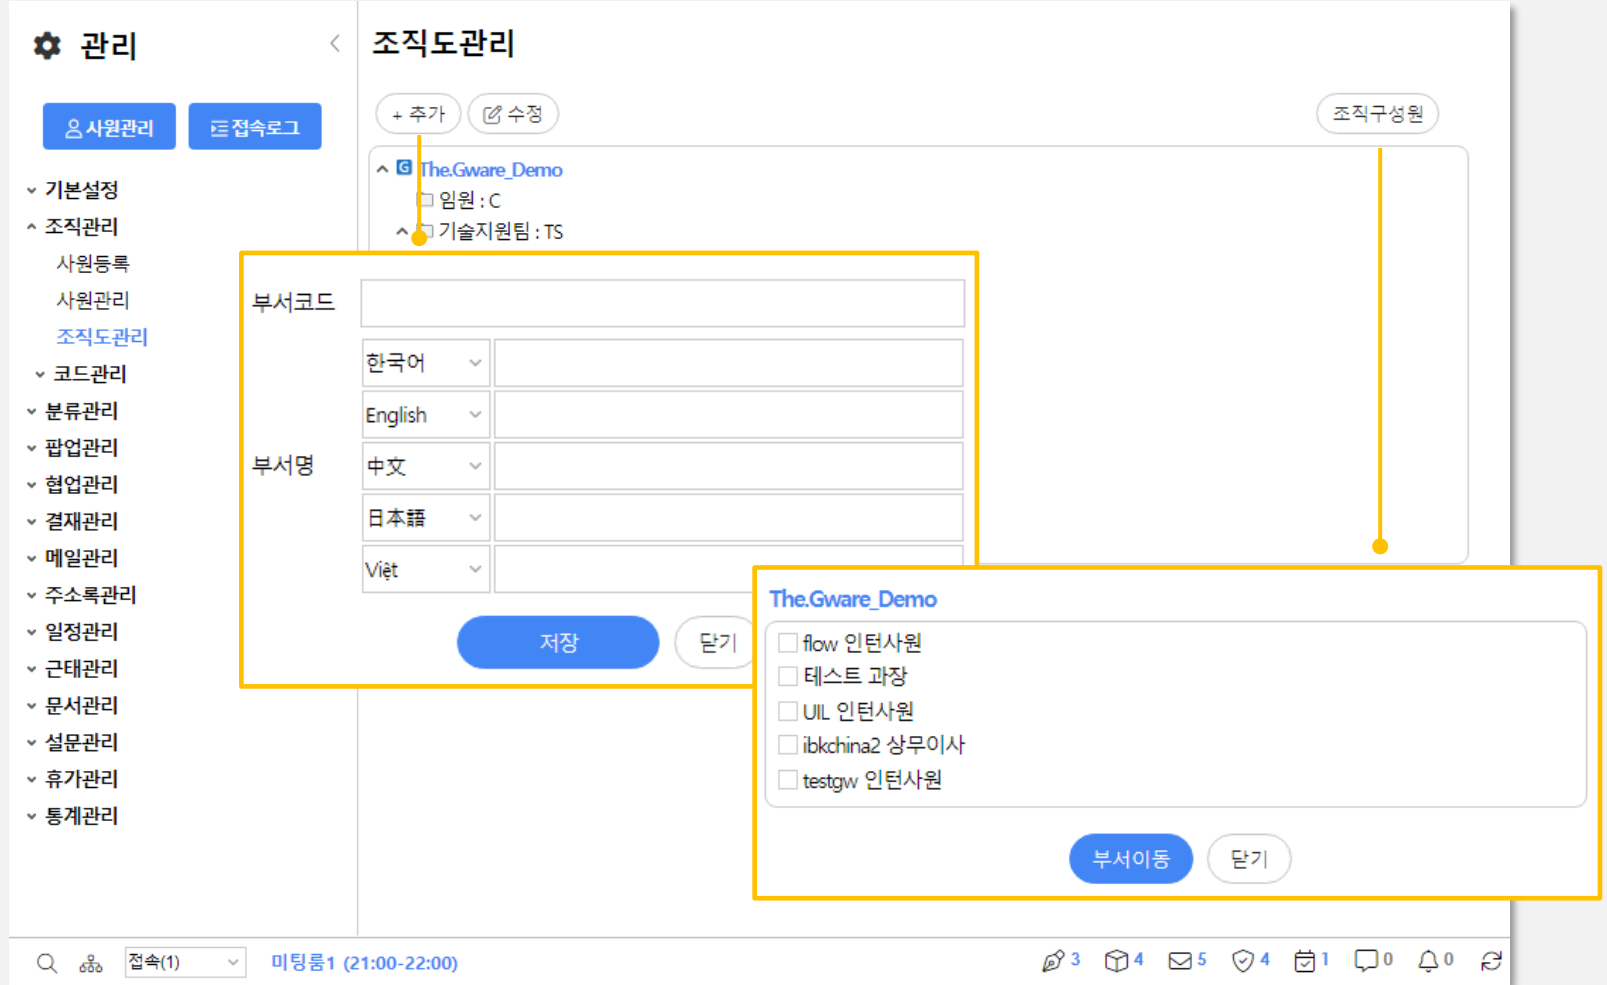 관리
사원관리
접속로그
기본설정
조직관리
사원등록
사원관리
조직도관리
코드관리
분류관리
팝업관리
협업관리
결재관리
메일관리
주소록관리
일정관리
근태관리
문서관리
설문관리
휴가관리
통계관리
조직도관리
+ 추가
수정
조직구성원
The.Gware_Demo
임원 : C
기술지원팀 : TS
부서코드
부서명
한국어
English
中文
日本語
Việt
저장
닫기
The.Gware_Demo
flow 인턴사원
테스트 과장
UIL 인턴사원
ibkchina2 상무이사
testgw 인턴사원
부서이동
닫기
접속(1)
미팅룸1 (21:00-22:00)
3
4
5
4
1
0
0